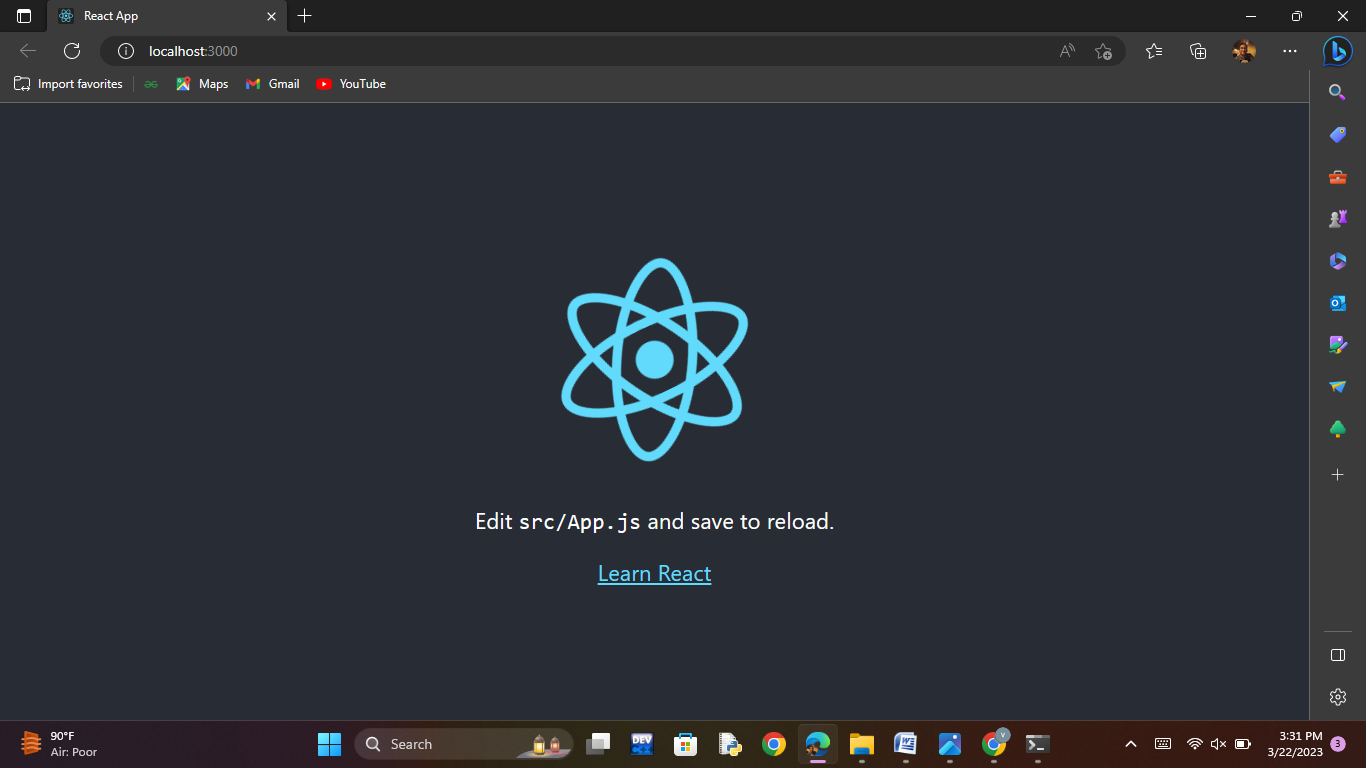 React App
localhost:3000
Import favorites
Maps
Gmail
YouTube
Edit src/App.js and save to reload.
Learn React
90°F
Air: Poor
Search
DEV
3:31 PM
3/22/2023
3